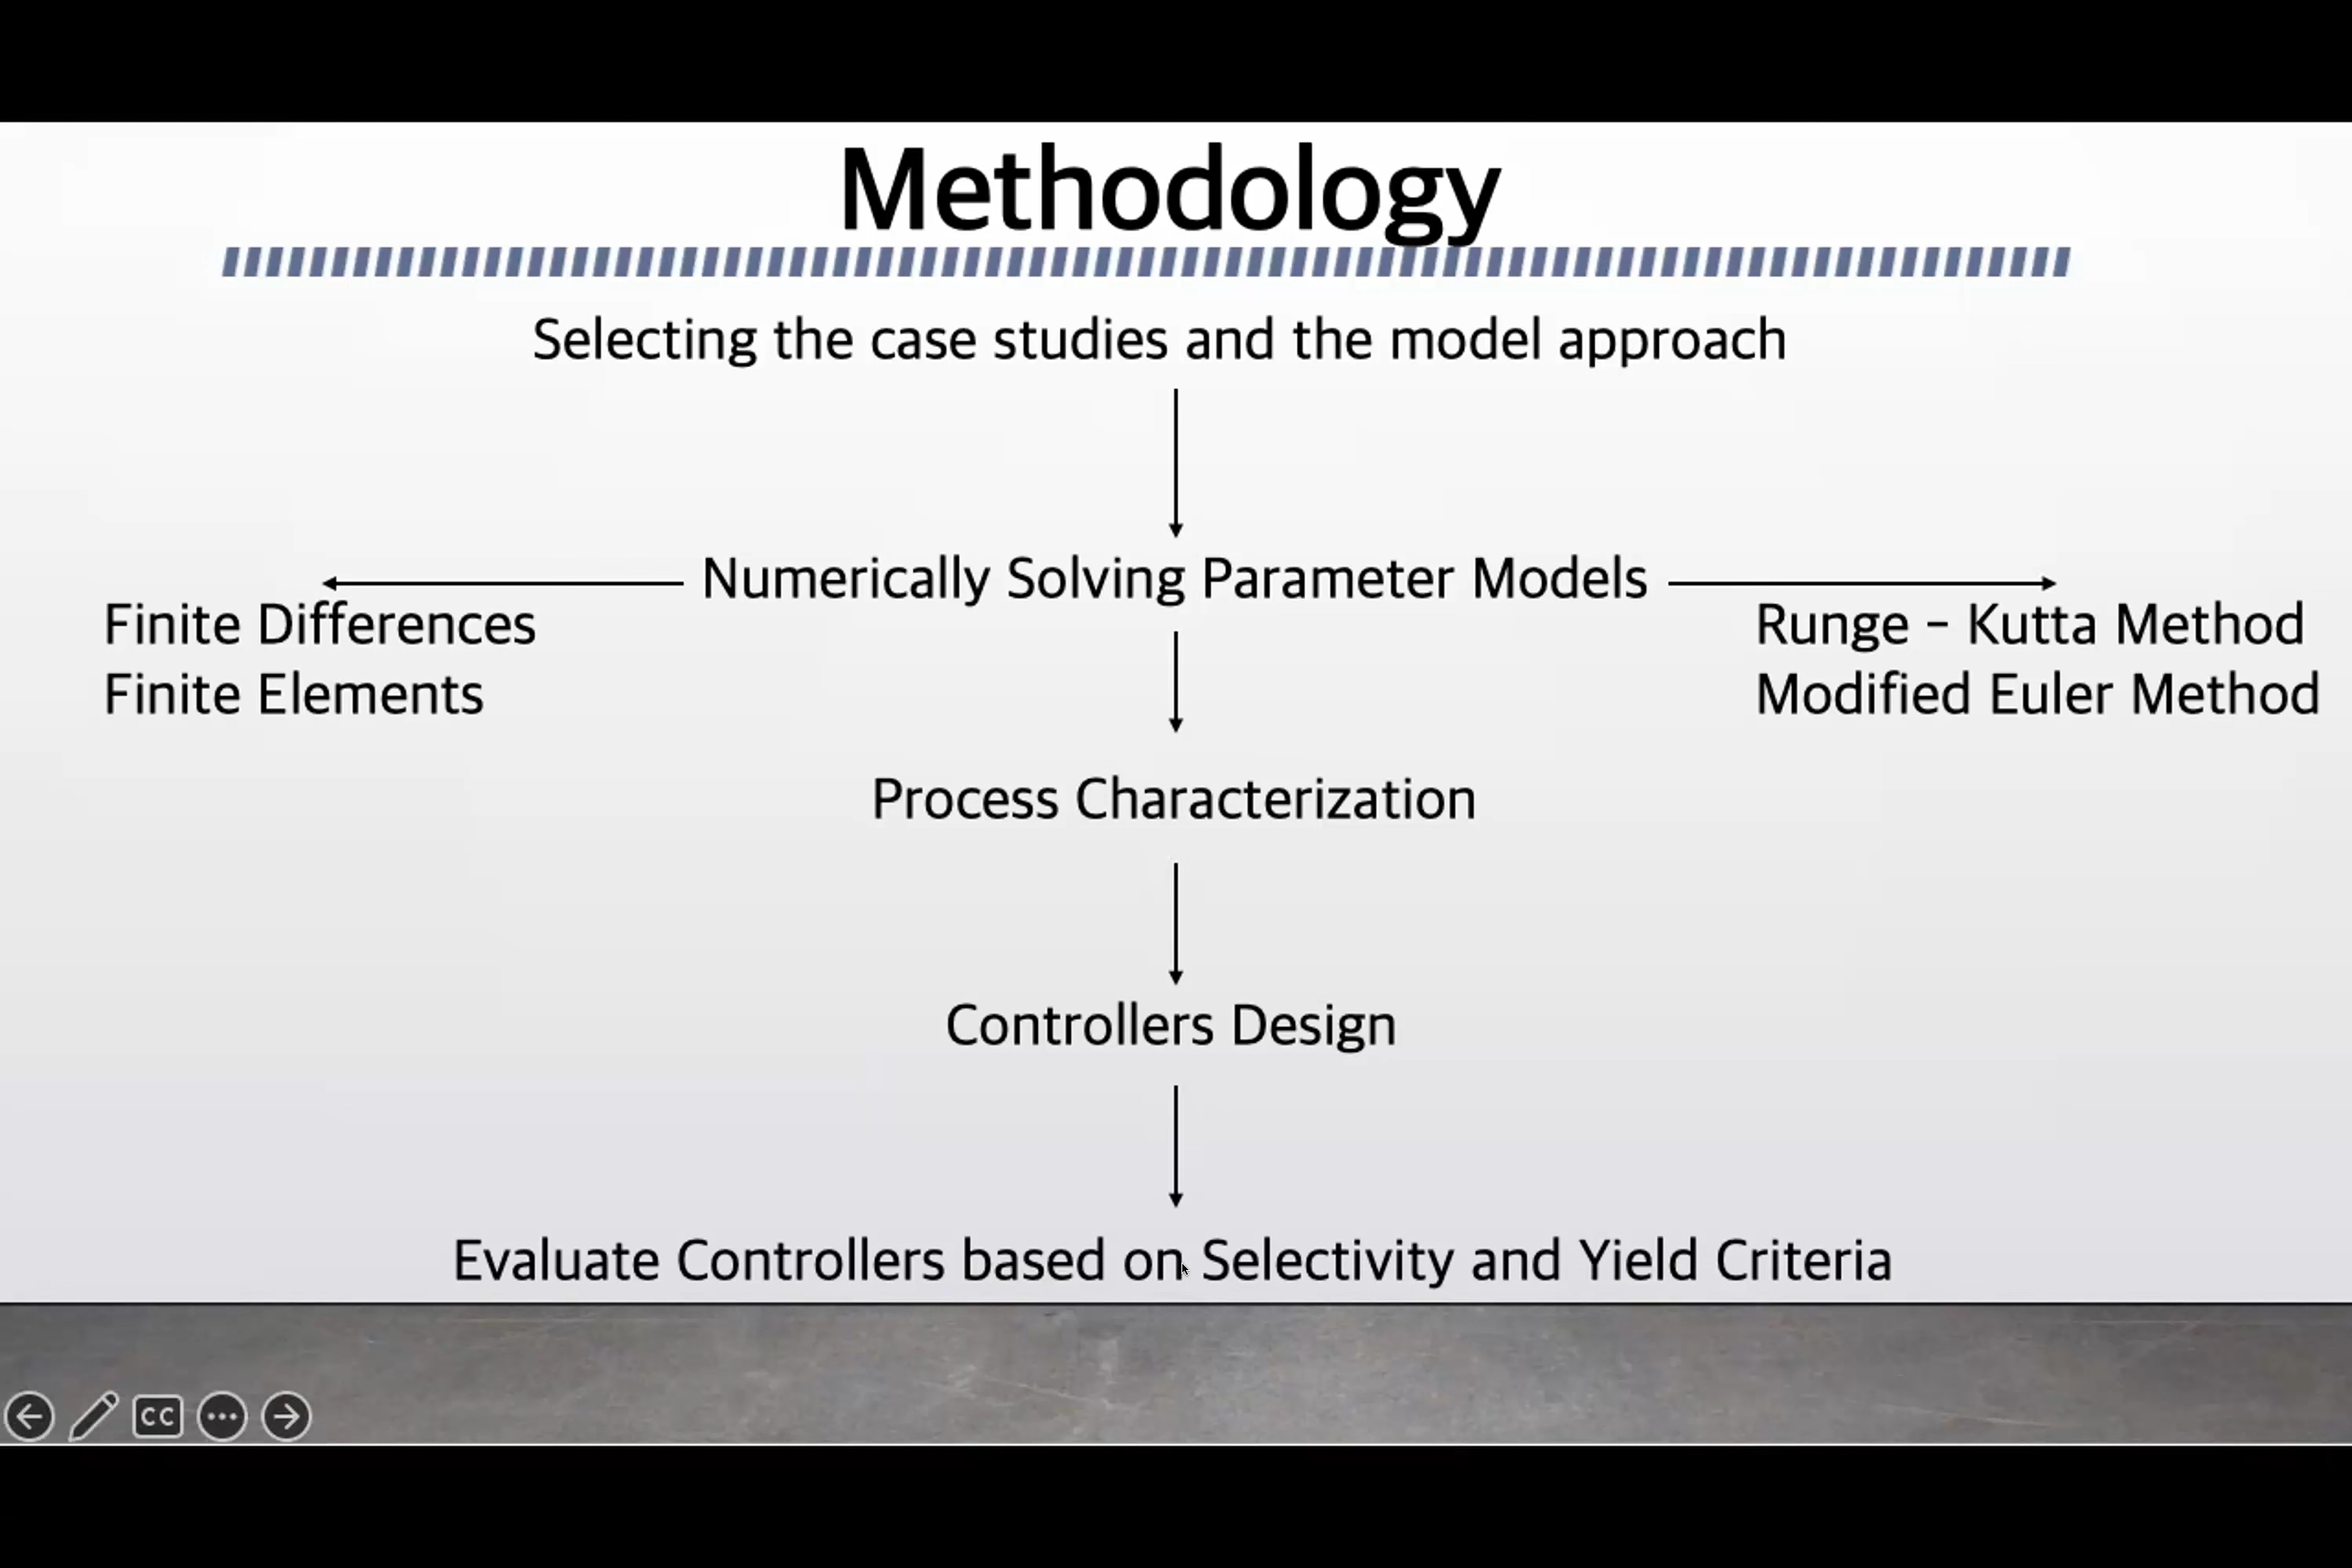 Methodology
Selecting the case studies and the model approach
Numerically Solving Parameter Models
Finite Differences
Finite Elements
Runge – Kutta Method
Modified Euler Method
Process Characterization
Controllers Design
Evaluate Controllers based on Selectivity and Yield Criteria
CC